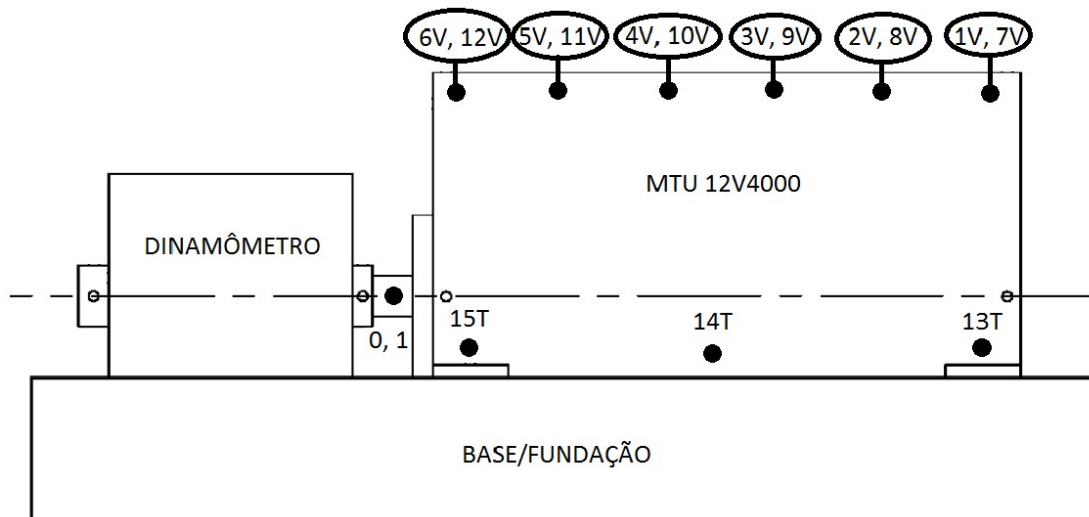 6V, 12V 5V, 11V 4V, 10V 3V, 9V 2V, 8V 1V, 7V
MTU 12V4000
DINAMÔMETRO
15T 14T 13T
0, 1
BASE/FUNDAÇÃO